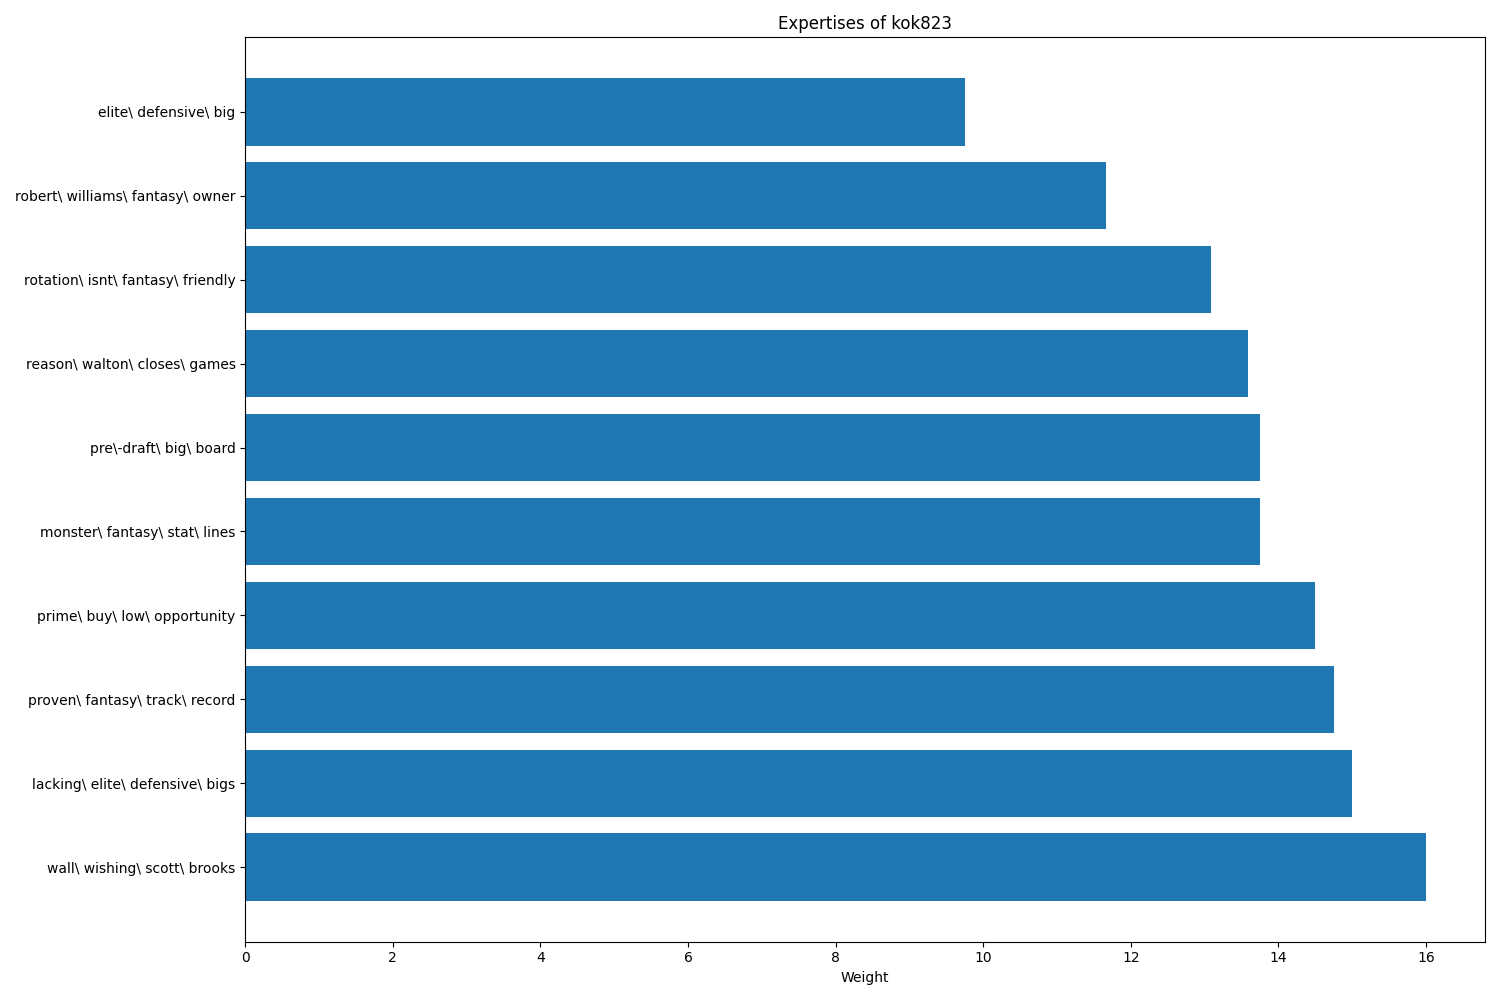 Expertises of kok823
elite\ defensive\ big
robert\ williams\ fantasy\ owner
rotation\ isnt\ fantasy\ friendly
reason\ walton\ closes\ games
pre\-draft\ big\ board
monster\ fantasy\ stat\ lines
prime\ buy\ low\ opportunity
proven\ fantasy\ track\ record
lacking\ elite\ defensive\ bigs
wall\ wishing\ scott\ brooks
0 2 4 6 8 10 12 14 16
Weight